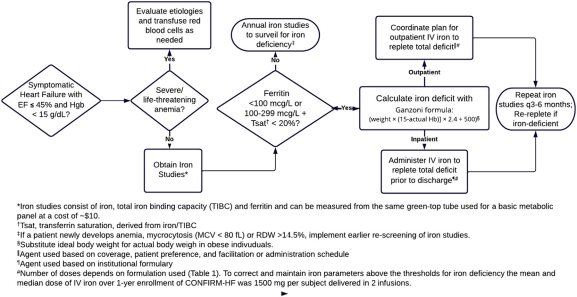 Evaluate etiologies
and transfuse red
blood cells as
needed
Annual iron studies
to surveil for iron
deficiency‡
Coordinate plan for
outpatient IV iron to
replete total deficit‖#
Yes
No
Outpatient
Symptomatic
Heart Failure with
EF ≤ 45% and Hgb
< 15 g/dL?
Severe/
life-threatening
anemia?
Ferritin
<100 mcg/L or
100-299 mcg/L +
Tsat† < 20%?
Yes
Calculate iron deficit with
Ganzoni formula:
(weight × (15-actual Hb)] × 2.4 + 500)§
Repeat iron
studies q3-6 months;
Re-replete if
iron-deficient
No
Inpatient
Obtain Iron
Studies*
Administer IV iron to
replete total deficit
prior to discharge¶#
*Iron studies consist of iron, total iron binding capacity (TIBC) and ferritin and can be measured from the same green-top tube used for a basic metabolic
panel at a cost of ~$10.
†Tsat, transferrin saturation, derived from iron/TIBC
‡If a patient newly develops anemia, mycrocytosis (MCV < 80 fL) or RDW >14.5%, implement earlier re-screening of iron studies.
§Substitute ideal body weight for actual body weigh in obese indiviuals.
‖Agent used based on coverage, patient preference, and facilitation or administration schedule
¶Agent used based on institutional formulary
#Number of doses depends on formulation used (Table 1). To correct and maintain iron parameters above the thresholds for iron deficiency the mean and
median dose of IV iron over 1-yer enrollment of CONFIRM-HF was 1500 mg per subject delivered in 2 infusions.